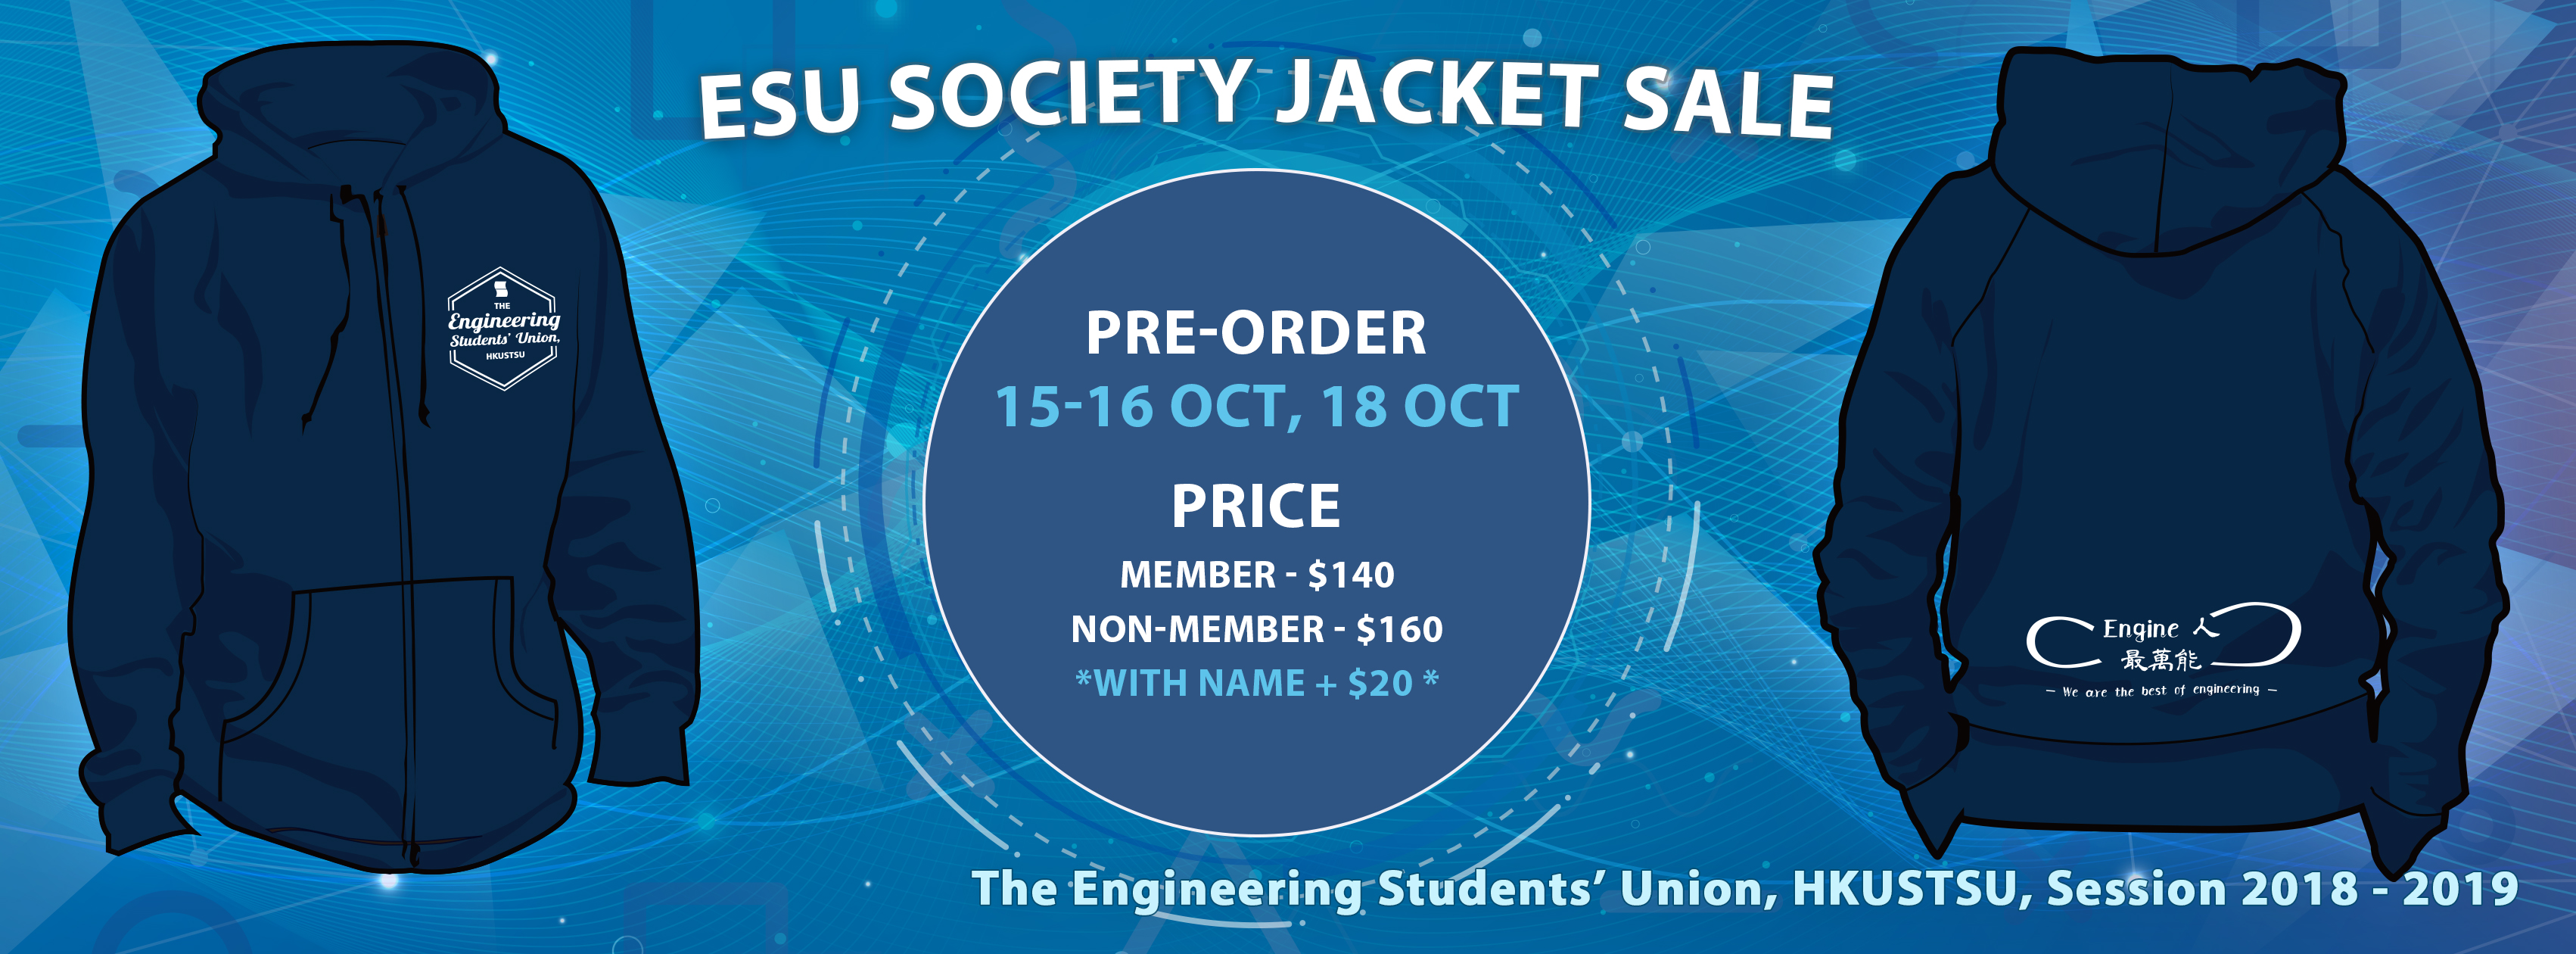 ESU SOCIETY JACKET SALE
THE
Engineering
Students' Union,
HKUSTSU
PRE-ORDER
15-16 OCT, 18 OCT
PRICE
MEMBER - $140
NON-MEMBER - $160
*WITH NAME + $20 *
Engine 人
最萬能
- We are the best of engineering -
The Engineering Students’ Union, HKUSTSU, Session 2018 - 2019